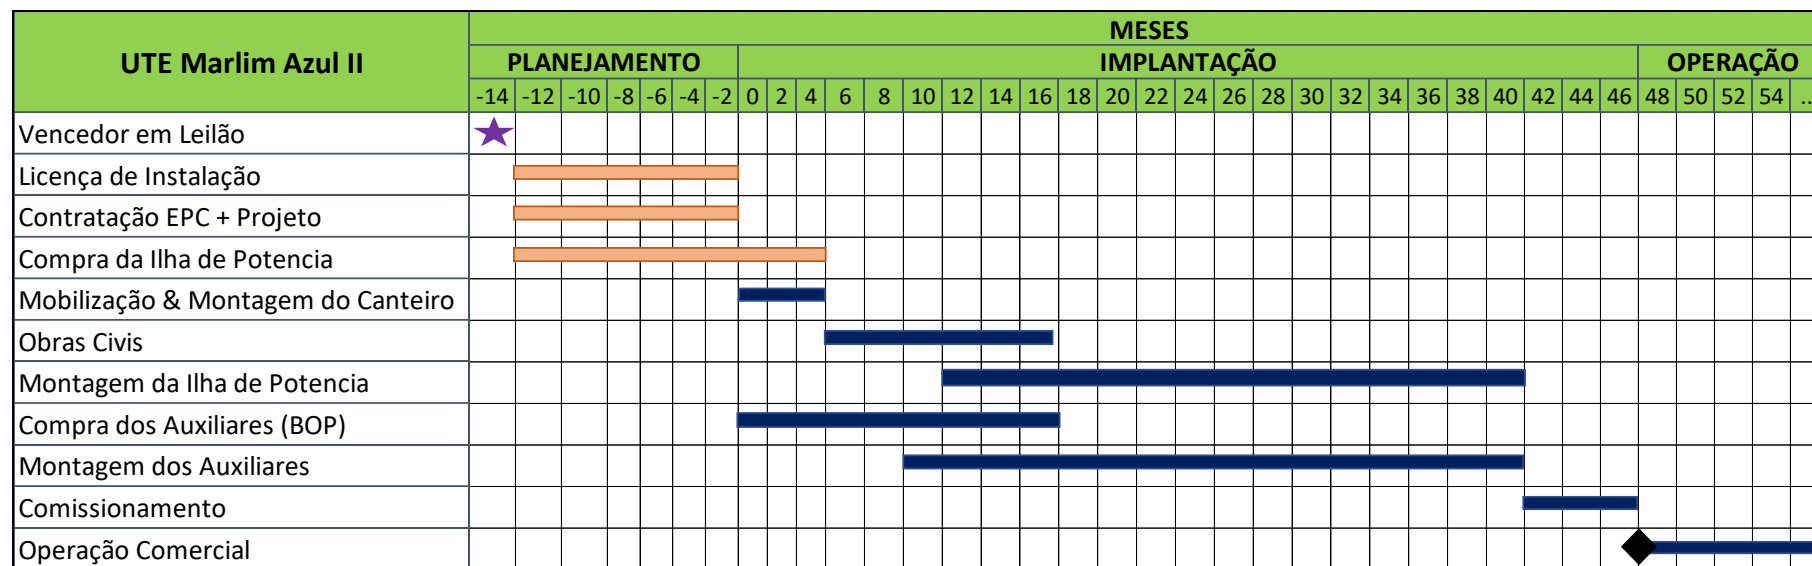 MESES
UTE Marlim Azul II
PLANEJAMENTO IMPLANTAÇÃO OPERAÇÃO
-14 -12 -10 -8 -6 -4 -2 0 2 4 6 8 10 12 14 16 18 20 22 24 26 28 30 32 34 36 38 40 42 44 46 48 50 52 54 ..
Vencedor em Leilão
Licença de Instalação
Contratação EPC + Projeto
Compra da Ilha de Potencia
Mobilização & Montagem do Canteiro
Obras Civis
Montagem da Ilha de Potencia
Compra dos Auxiliares (BOP)
Montagem dos Auxiliares
Comissionamento
Operação Comercial